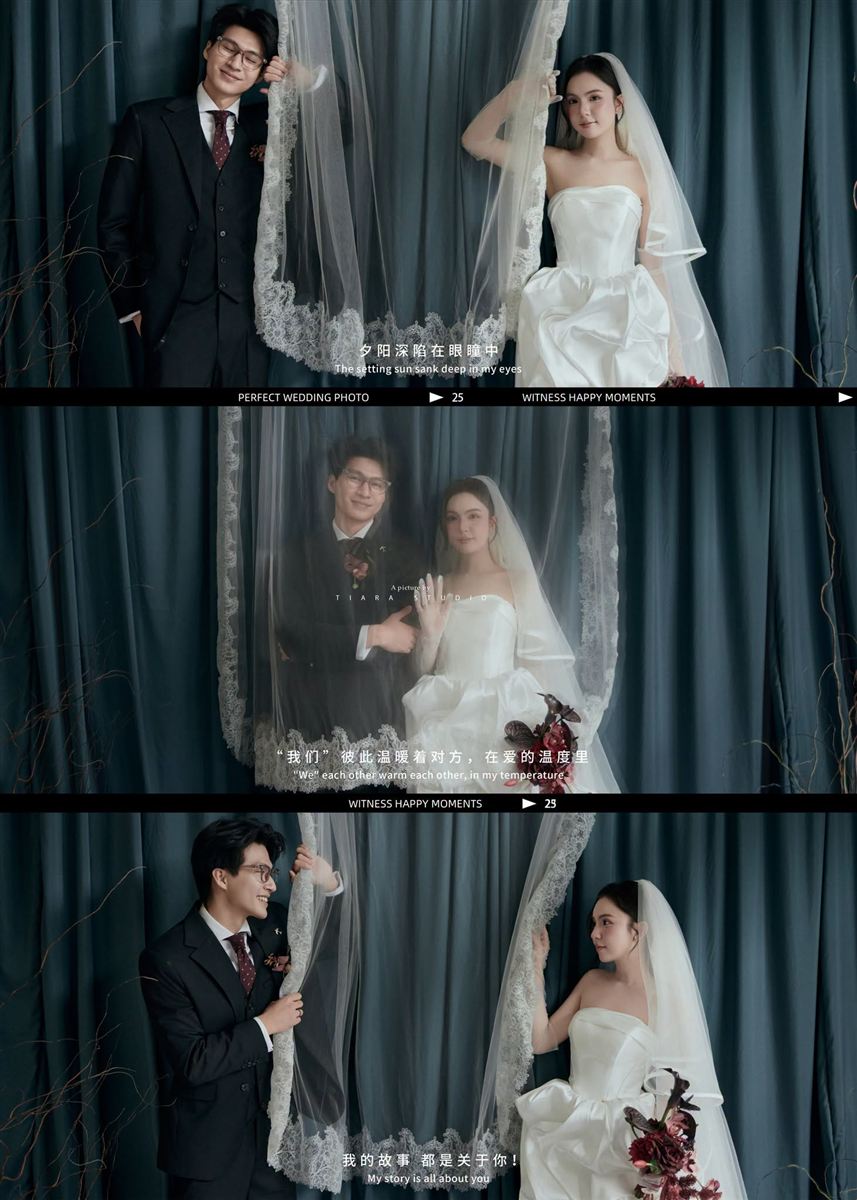 夕阳深陷在眼瞳中
The setting sun sank deep in my eyes
PERFECT WEDDING PHOTO ▶ 25 WITNESS HAPPY MOMENTS ▶
A picture by
TIARA STUDIO
“我们”彼此温暖着对方，在爱的温度里
"We" each other warm each other, in my temperature
WITNESS HAPPY MOMENTS ▶
我的故事 都是关于你！
My story is all about you